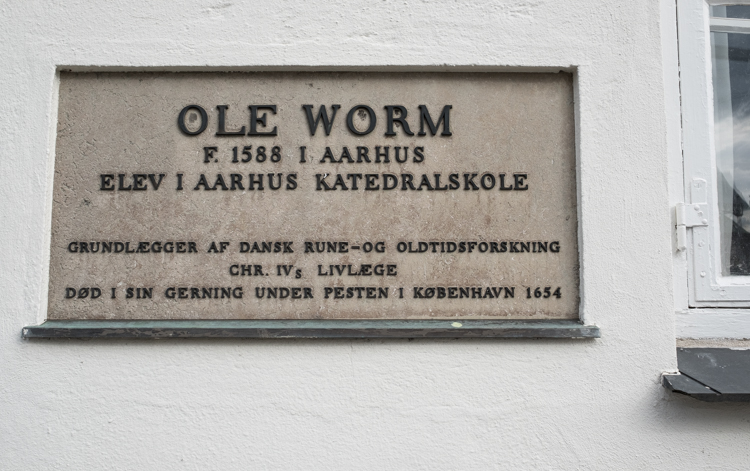 OLE WORM
F. 1588 I AARHUS
ELEV I AARHUS KATEDRALSKOLE
GRUNDLÆGGER AF DANSK RUNE-OG OLDTIDSFORSKNING
CHR. IVs LIVLÆGE
DØD I SIN GERNING UNDER PESTEN I KØBENHAVN 1654